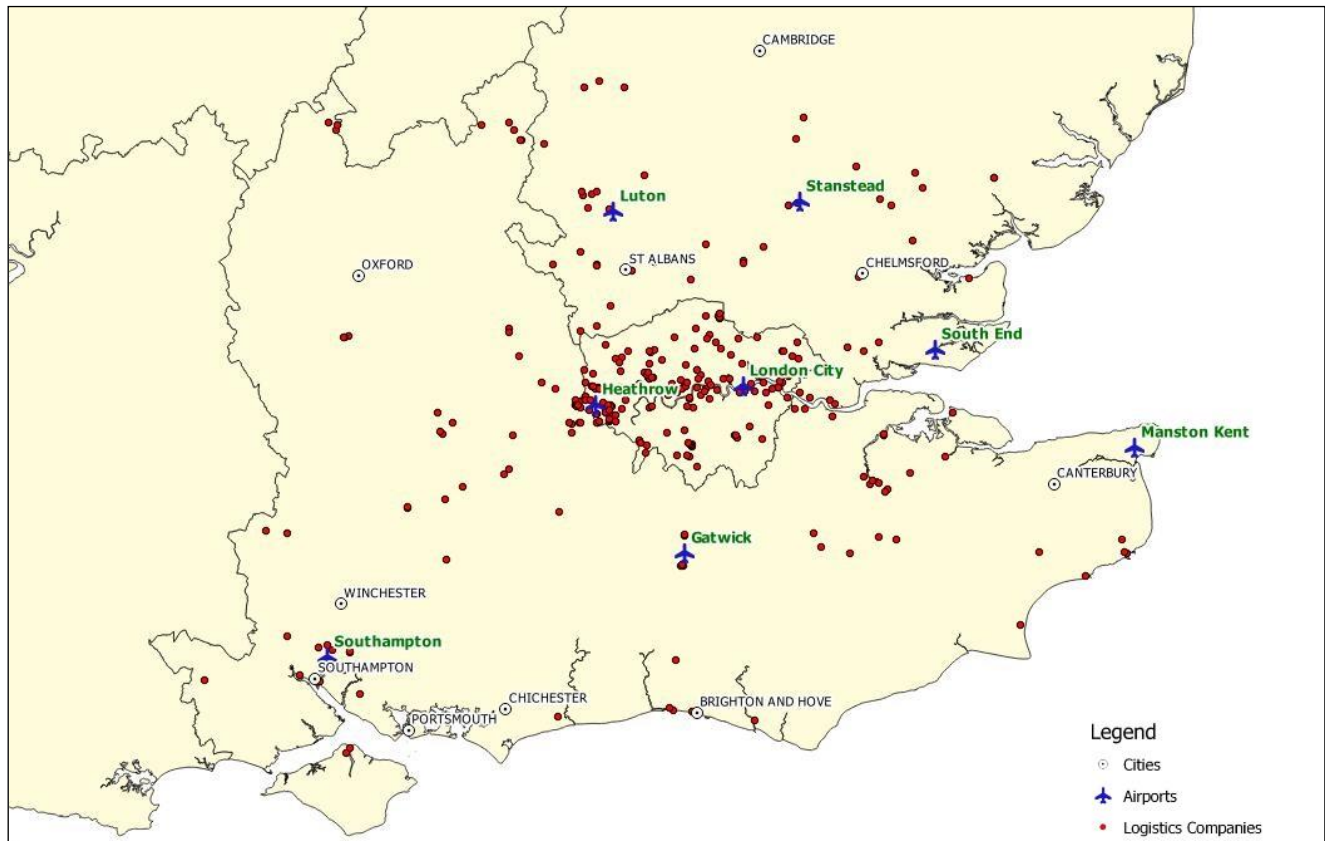 CAMBRIDGE
Luton
Stanstead
OXFORD
ST ALBANS
CHELMSFORD
South End
London City
Heathrow
Manston Kent
CANTERBURY
Gatwick
WINCHESTER
Southampton
SOUTHAMPTON
CHICHESTER
BRIGHTON AND HOVE
PORTSMOUTH
Legend
Cities
Airports
Logistics Companies